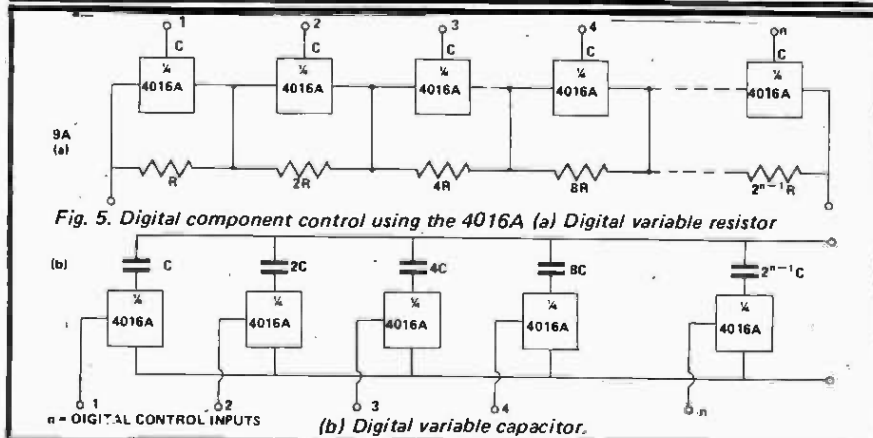 1 2 3 4 n
C C C C C
¼ ¼ ¼ ¼ ¼
4016A 4016A 4016A 4016A 4016A
9A
(a)
R 2R 4R 8R 2ⁿ⁻¹R
Fig. 5. Digital component control using the 4016A (a) Digital variable resistor
(b)
C 2C 4C 8C 2ⁿ⁻¹C
¼ ¼ ¼ ¼ ¼
4016A 4016A 4016A 4016A 4016A
1 2 3 4 n
n = DIGITAL CONTROL INPUTS
(b) Digital variable capacitor.